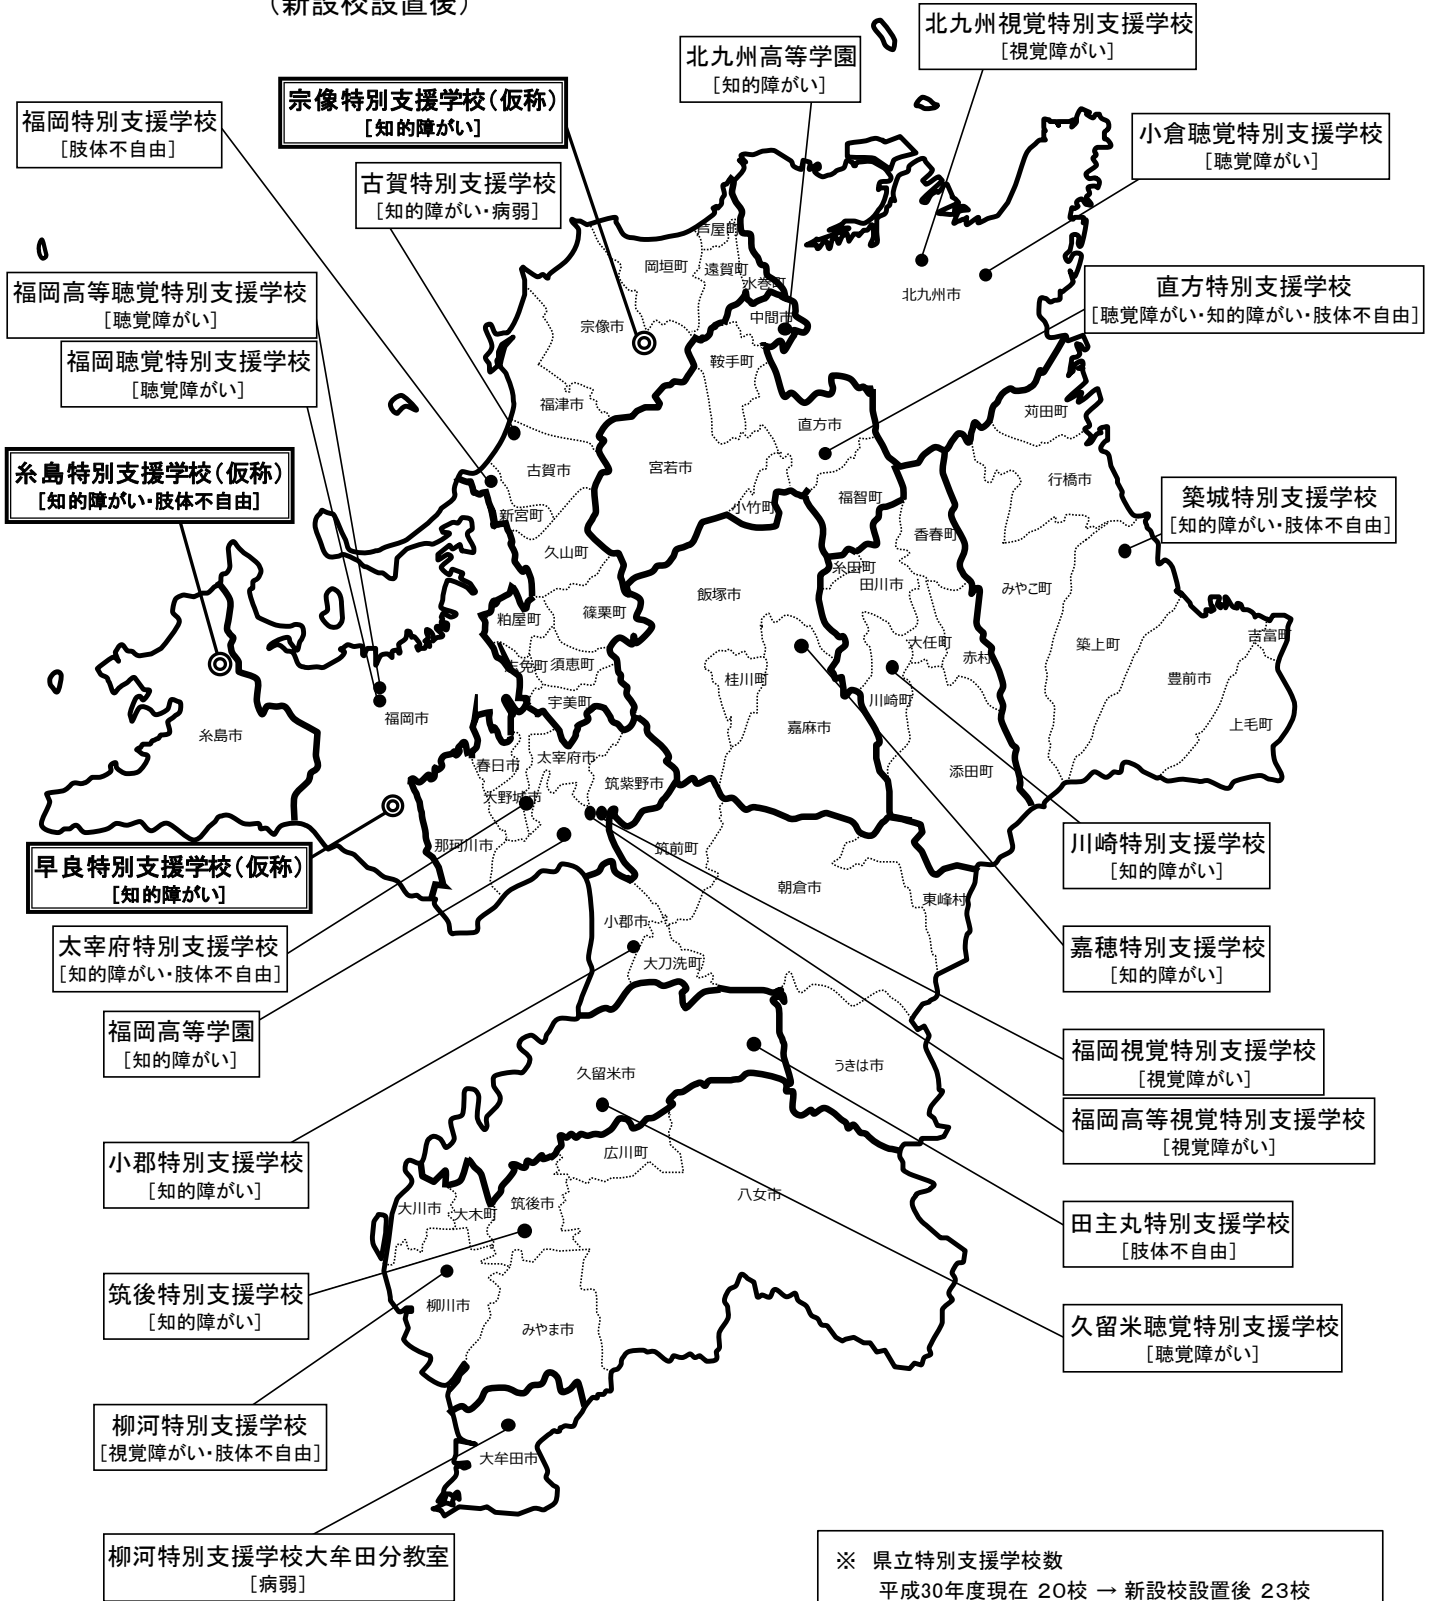 （新設校設置後）
北九州視覚特別支援学校
［視覚障がい］
北九州高等学園
［知的障がい］
宗像特別支援学校（仮称）
［知的障がい］
福岡特別支援学校
［肢体不自由］
小倉聴覚特別支援学校
［聴覚障がい］
古賀特別支援学校
［知的障がい・病弱］
芦屋町
岡垣町
遠賀町
水巻町
北九州市
直方特別支援学校
［聴覚障がい・知的障がい・肢体不自由］
福岡高等聴覚特別支援学校
［聴覚障がい］
宗像市
中間市
福岡聴覚特別支援学校
［聴覚障がい］
鞍手町
福津市
直方市
苅田町
糸島特別支援学校（仮称）
［知的障がい・肢体不自由］
古賀市
宮若市
行橋市
福智町
築城特別支援学校
［知的障がい・肢体不自由］
新宮町
小竹町
香春町
久山町
糸田町
田川市
飯塚市
みやこ町
粕屋町
篠栗町
吉富町
大任町
築上町
志免町
須恵町
赤村
桂川町
豊前市
宇美町
川崎町
福岡市
嘉麻市
上毛町
糸島市
春日市
太宰府市
筑紫野市
添田町
大野城市
那珂川市
筑前町
川崎特別支援学校
［知的障がい］
早良特別支援学校（仮称）
［知的障がい］
朝倉市
東峰村
小郡市
太宰府特別支援学校
［知的障がい・肢体不自由］
大刀洗町
嘉穂特別支援学校
［知的障がい］
福岡高等学園
［知的障がい］
うきは市
久留米市
福岡視覚特別支援学校
［視覚障がい］
福岡高等視覚特別支援学校
［視覚障がい］
小郡特別支援学校
［知的障がい］
広川町
八女市
大川市
大木町
筑後市
田主丸特別支援学校
［肢体不自由］
筑後特別支援学校
［知的障がい］
柳川市
みやま市
久留米聴覚特別支援学校
［聴覚障がい］
柳河特別支援学校
［視覚障がい・肢体不自由］
大牟田市
柳河特別支援学校大牟田分教室
［病弱］
※ 県立特別支援学校数
平成30年度現在 20校 → 新設校設置後 23校